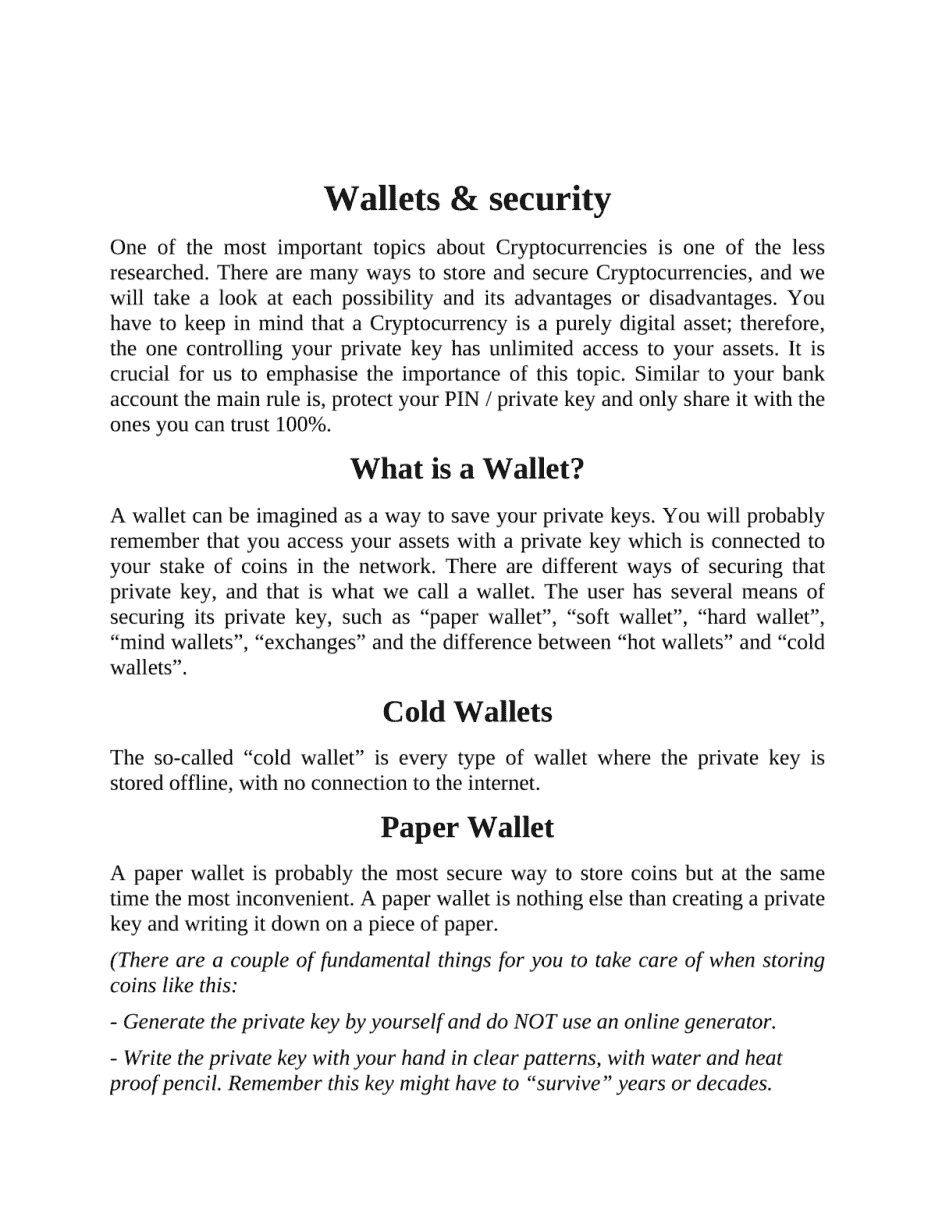 Wallets & security
One of the most important topics about Cryptocurrencies is one of the less
researched. There are many ways to store and secure Cryptocurrencies, and we
will take a look at each possibility and its advantages or disadvantages. You
have to keep in mind that a Cryptocurrency is a purely digital asset; therefore,
the one controlling your private key has unlimited access to your assets. It is
crucial for us to emphasise the importance of this topic. Similar to your bank
account the main rule is, protect your PIN / private key and only share it with the
ones you can trust 100%.
What is a Wallet?
A wallet can be imagined as a way to save your private keys. You will probably
remember that you access your assets with a private key which is connected to
your stake of coins in the network. There are different ways of securing that
private key, and that is what we call a wallet. The user has several means of
securing its private key, such as “paper wallet”, “soft wallet”, “hard wallet”,
“mind wallets”, “exchanges” and the difference between “hot wallets” and “cold
wallets”.
Cold Wallets
The so-called “cold wallet” is every type of wallet where the private key is
stored offline, with no connection to the internet.
Paper Wallet
A paper wallet is probably the most secure way to store coins but at the same
time the most inconvenient. A paper wallet is nothing else than creating a private
key and writing it down on a piece of paper.
(There are a couple of fundamental things for you to take care of when storing
coins like this:
- Generate the private key by yourself and do NOT use an online generator.
- Write the private key with your hand in clear patterns, with water and heat
proof pencil. Remember this key might have to “survive” years or decades.